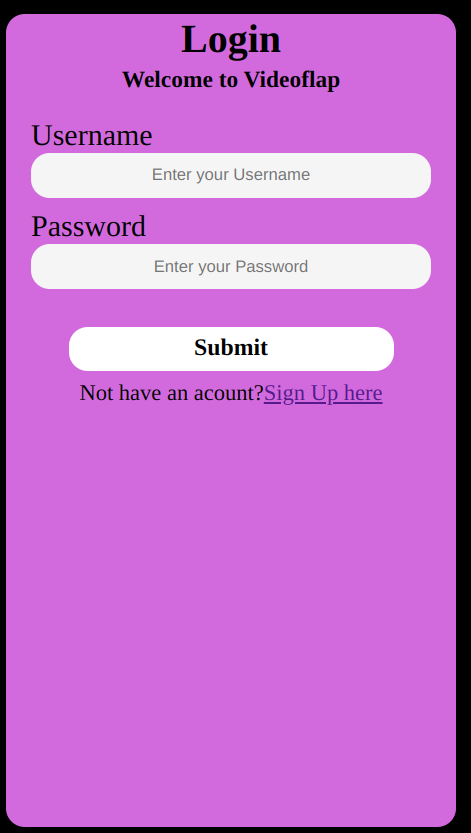 Login
Welcome to Videoflap
Username
Enter your Username
Password
Enter your Password
Submit
Not have an acount?Sign Up here